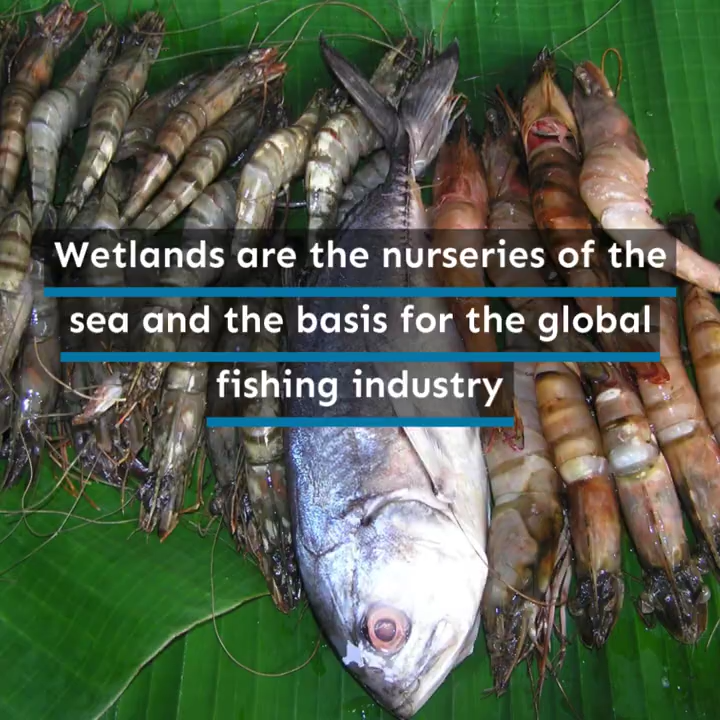 Wetlands are the nurseries of the
sea and the basis for the global
fishing industry